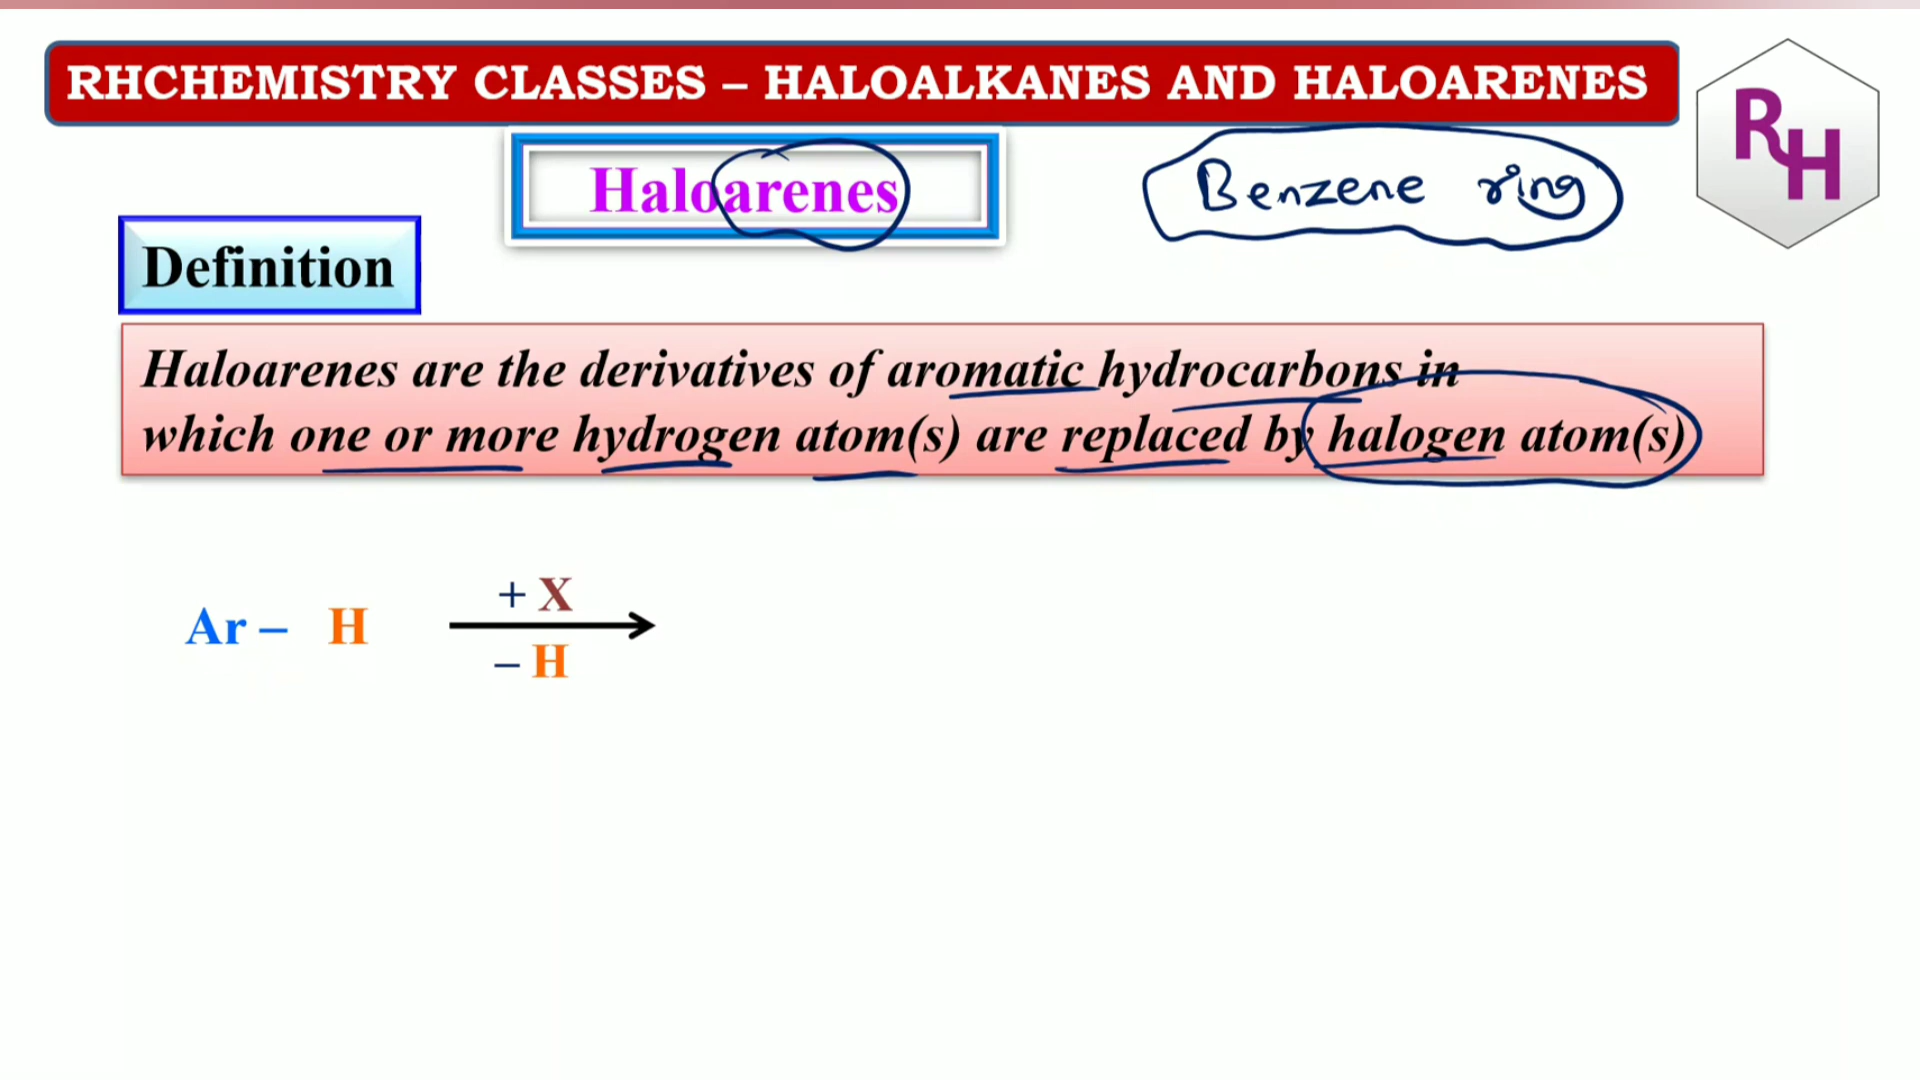 RHCHEMISTRY CLASSES – HALOALKANES AND HALOARENES
RH
Haloarenes
Benzene ring
Definition
Haloarenes are the derivatives of aromatic hydrocarbons in
which one or more hydrogen atom(s) are replaced by halogen atom(s)
+ X
Ar – H
– H